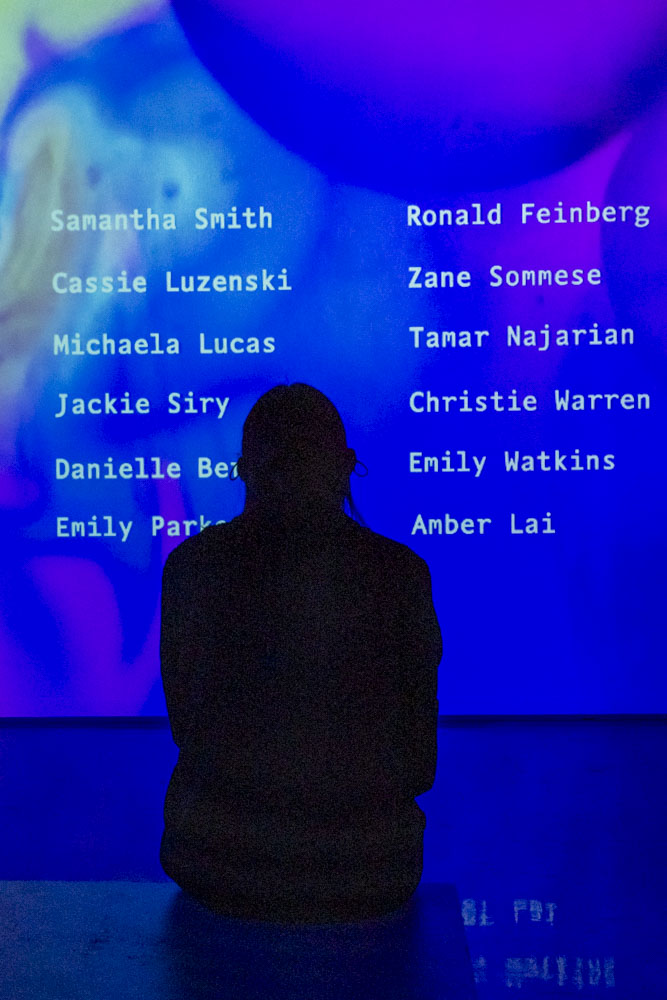 Samantha Smith
Cassie Luzenski
Michaela Lucas
Jackie Siry
Danielle
Emily
Ronald Feinberg
Zane Sommese
Tamar Najarian
Christie Warren
Emily Watkins
Amber Lai